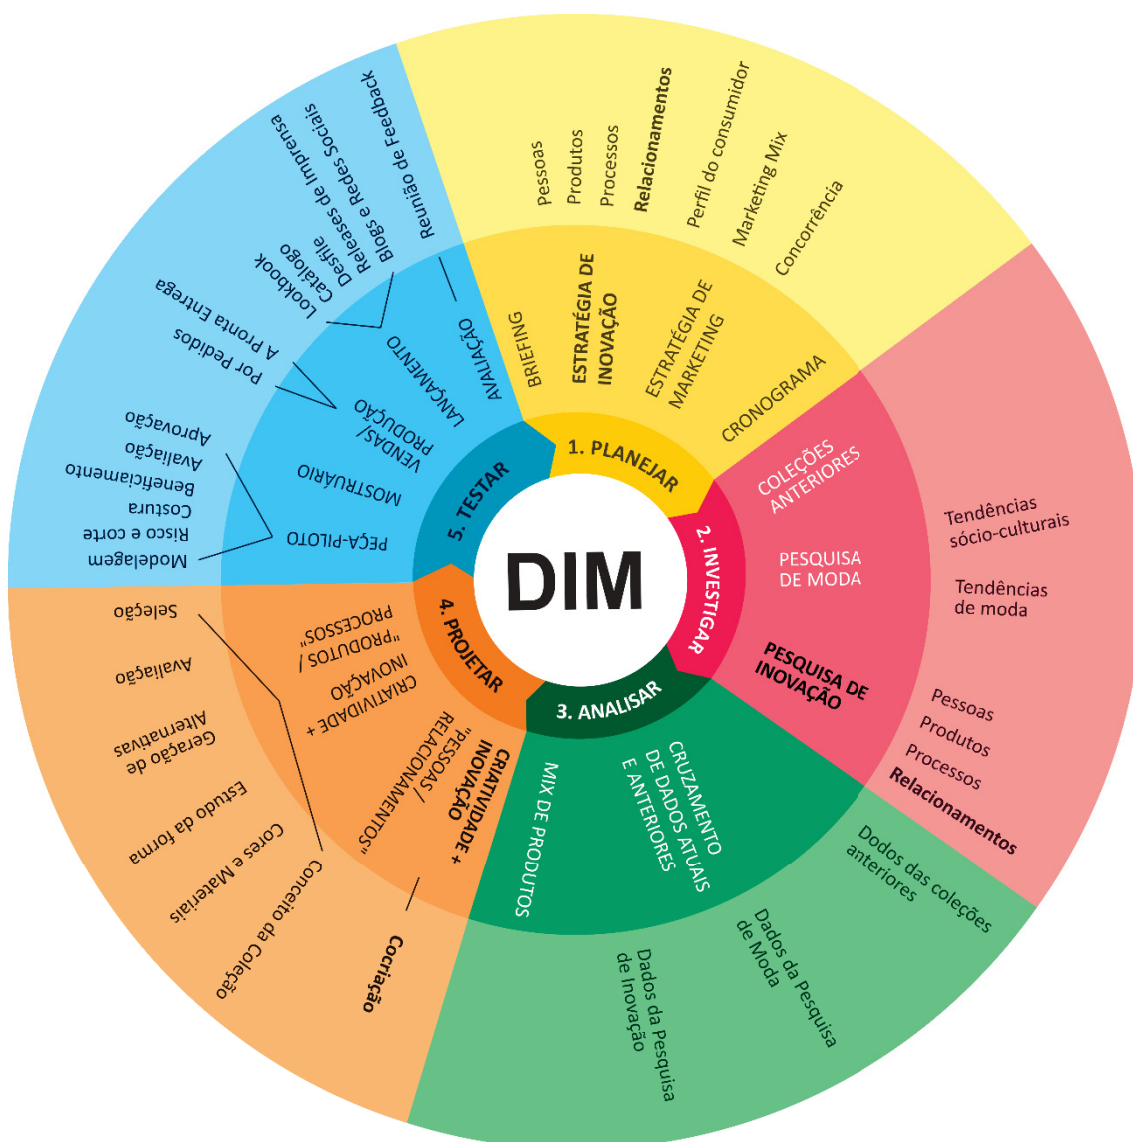 DIM
1. PLANEJAR
BRIEFING
ESTRATÉGIA DE
INOVAÇÃO
ESTRATÉGIA DE
MARKETING
CRONOGRAMA
Pessoas
Produtos
Processos
Relacionamentos
Perfil do consumidor
Marketing Mix
Concorrência
2. INVESTIGAR
COLEÇÕES
ANTERIORES
PESQUISA
DE MODA
PESQUISA DE
INOVAÇÃO
Tendências
sócio-culturais
Tendências
de moda
Pessoas
Produtos
Processos
Relacionamentos
3. ANALISAR
CRUZAMENTO
DE DADOS ATUAIS
E ANTERIORES
MIX DE PRODUTOS
Dodos das coleções
anteriores
Dados da Pesquisa
de Moda
Dados da Pesquisa
de Inovação
4. PROJETAR
CRIATIVIDADE +
INOVAÇÃO
"PESSOAS /
RELACIONAMENTOS"
CRIATIVIDADE +
INOVAÇÃO
"PRODUTOS /
PROCESSOS"
Cocriação
Conceito da Coleção
Cores e Materiais
Estudo da forma
Geração de
Alternativas
Avaliação
Seleção
5. TESTAR
PEÇA-PILOTO
MOSTRUÁRIO
VENDAS/
PRODUÇÃO
LANÇAMENTO
AVALIAÇÃO
Modelagem
Risco e corte
Costura
Beneficiamento
Avaliação
Aprovação
Por Pedidos
A Pronta Entrega
Lookbook
Catálogo
Desfile
Releases de Imprensa
Blogs e Redes Sociais
Reunião de Feedback